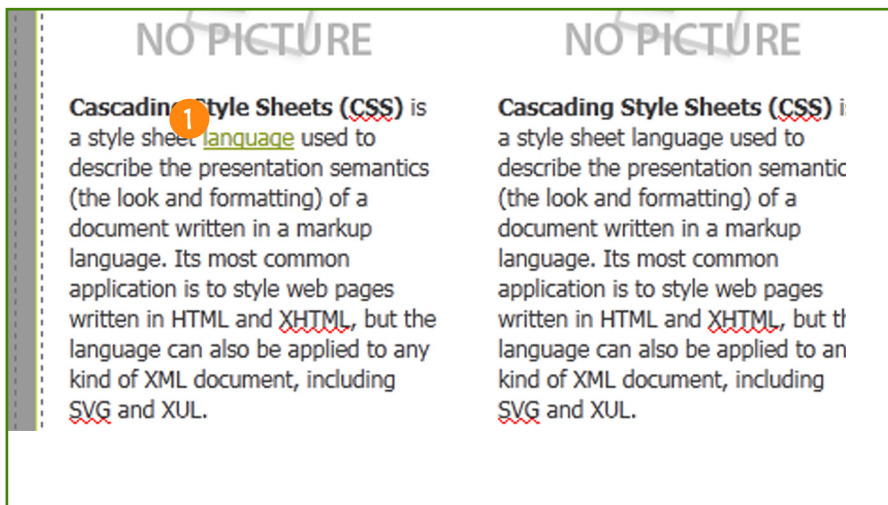 NO PICTURE
Cascading Style Sheets (CSS) is
a style sheet language used to
describe the presentation semantics
(the look and formatting) of a
document written in a markup
language. Its most common
application is to style web pages
written in HTML and XHTML, but the
language can also be applied to any
kind of XML document, including
SVG and XUL.
1
NO PICTURE
Cascading Style Sheets (CSS) i
a style sheet language used to
describe the presentation semantic
(the look and formatting) of a
document written in a markup
language. Its most common
application is to style web pages
written in HTML and XHTML, but th
language can also be applied to an
kind of XML document, including
SVG and XUL.